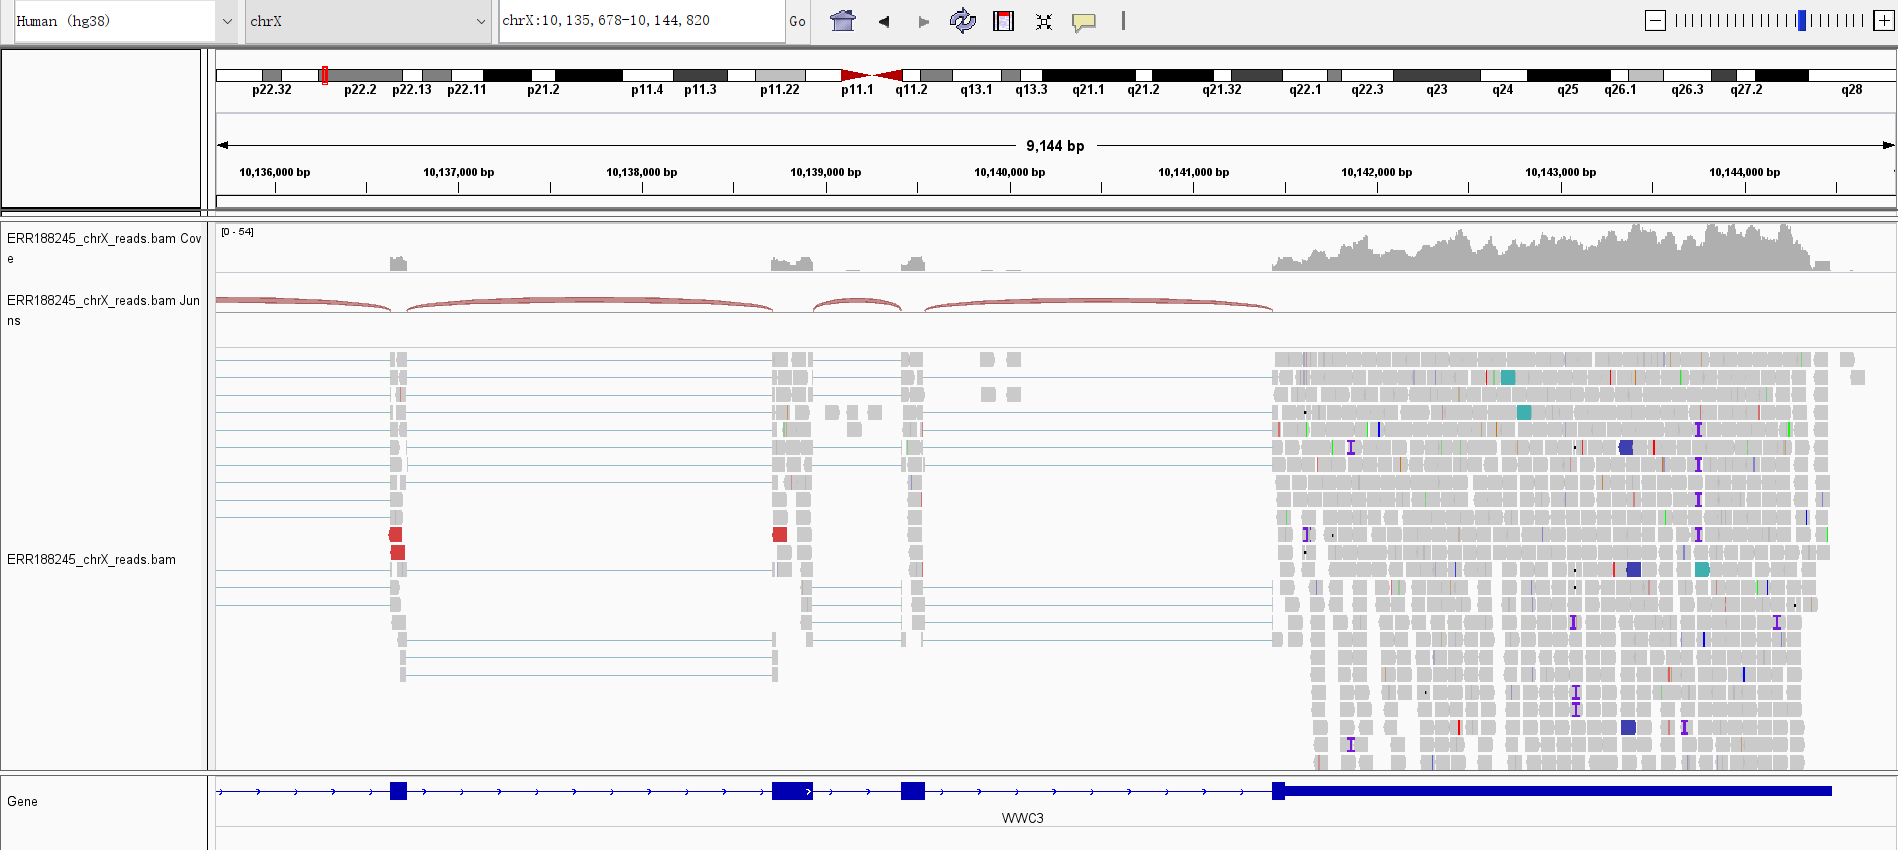 Human (hg38) chrX chrX:10,135,678-10,144,820 Go
p22.32 p22.2 p22.13 p22.11 p21.2 p11.4 p11.3 p11.22 p11.1 q11.2 q13.1 q13.3 q21.1 q21.2 q21.32 q22.1 q22.3 q23 q24 q25 q26.1 q26.3 q27.2 q28
9,144 bp
10,136,000 bp 10,137,000 bp 10,138,000 bp 10,139,000 bp 10,140,000 bp 10,141,000 bp 10,142,000 bp 10,143,000 bp 10,144,000 bp
[0 - 54]
ERR188245_chrX_reads.bam Cov
e
ERR188245_chrX_reads.bam Jun
ns
ERR188245_chrX_reads.bam
Gene
WWC3